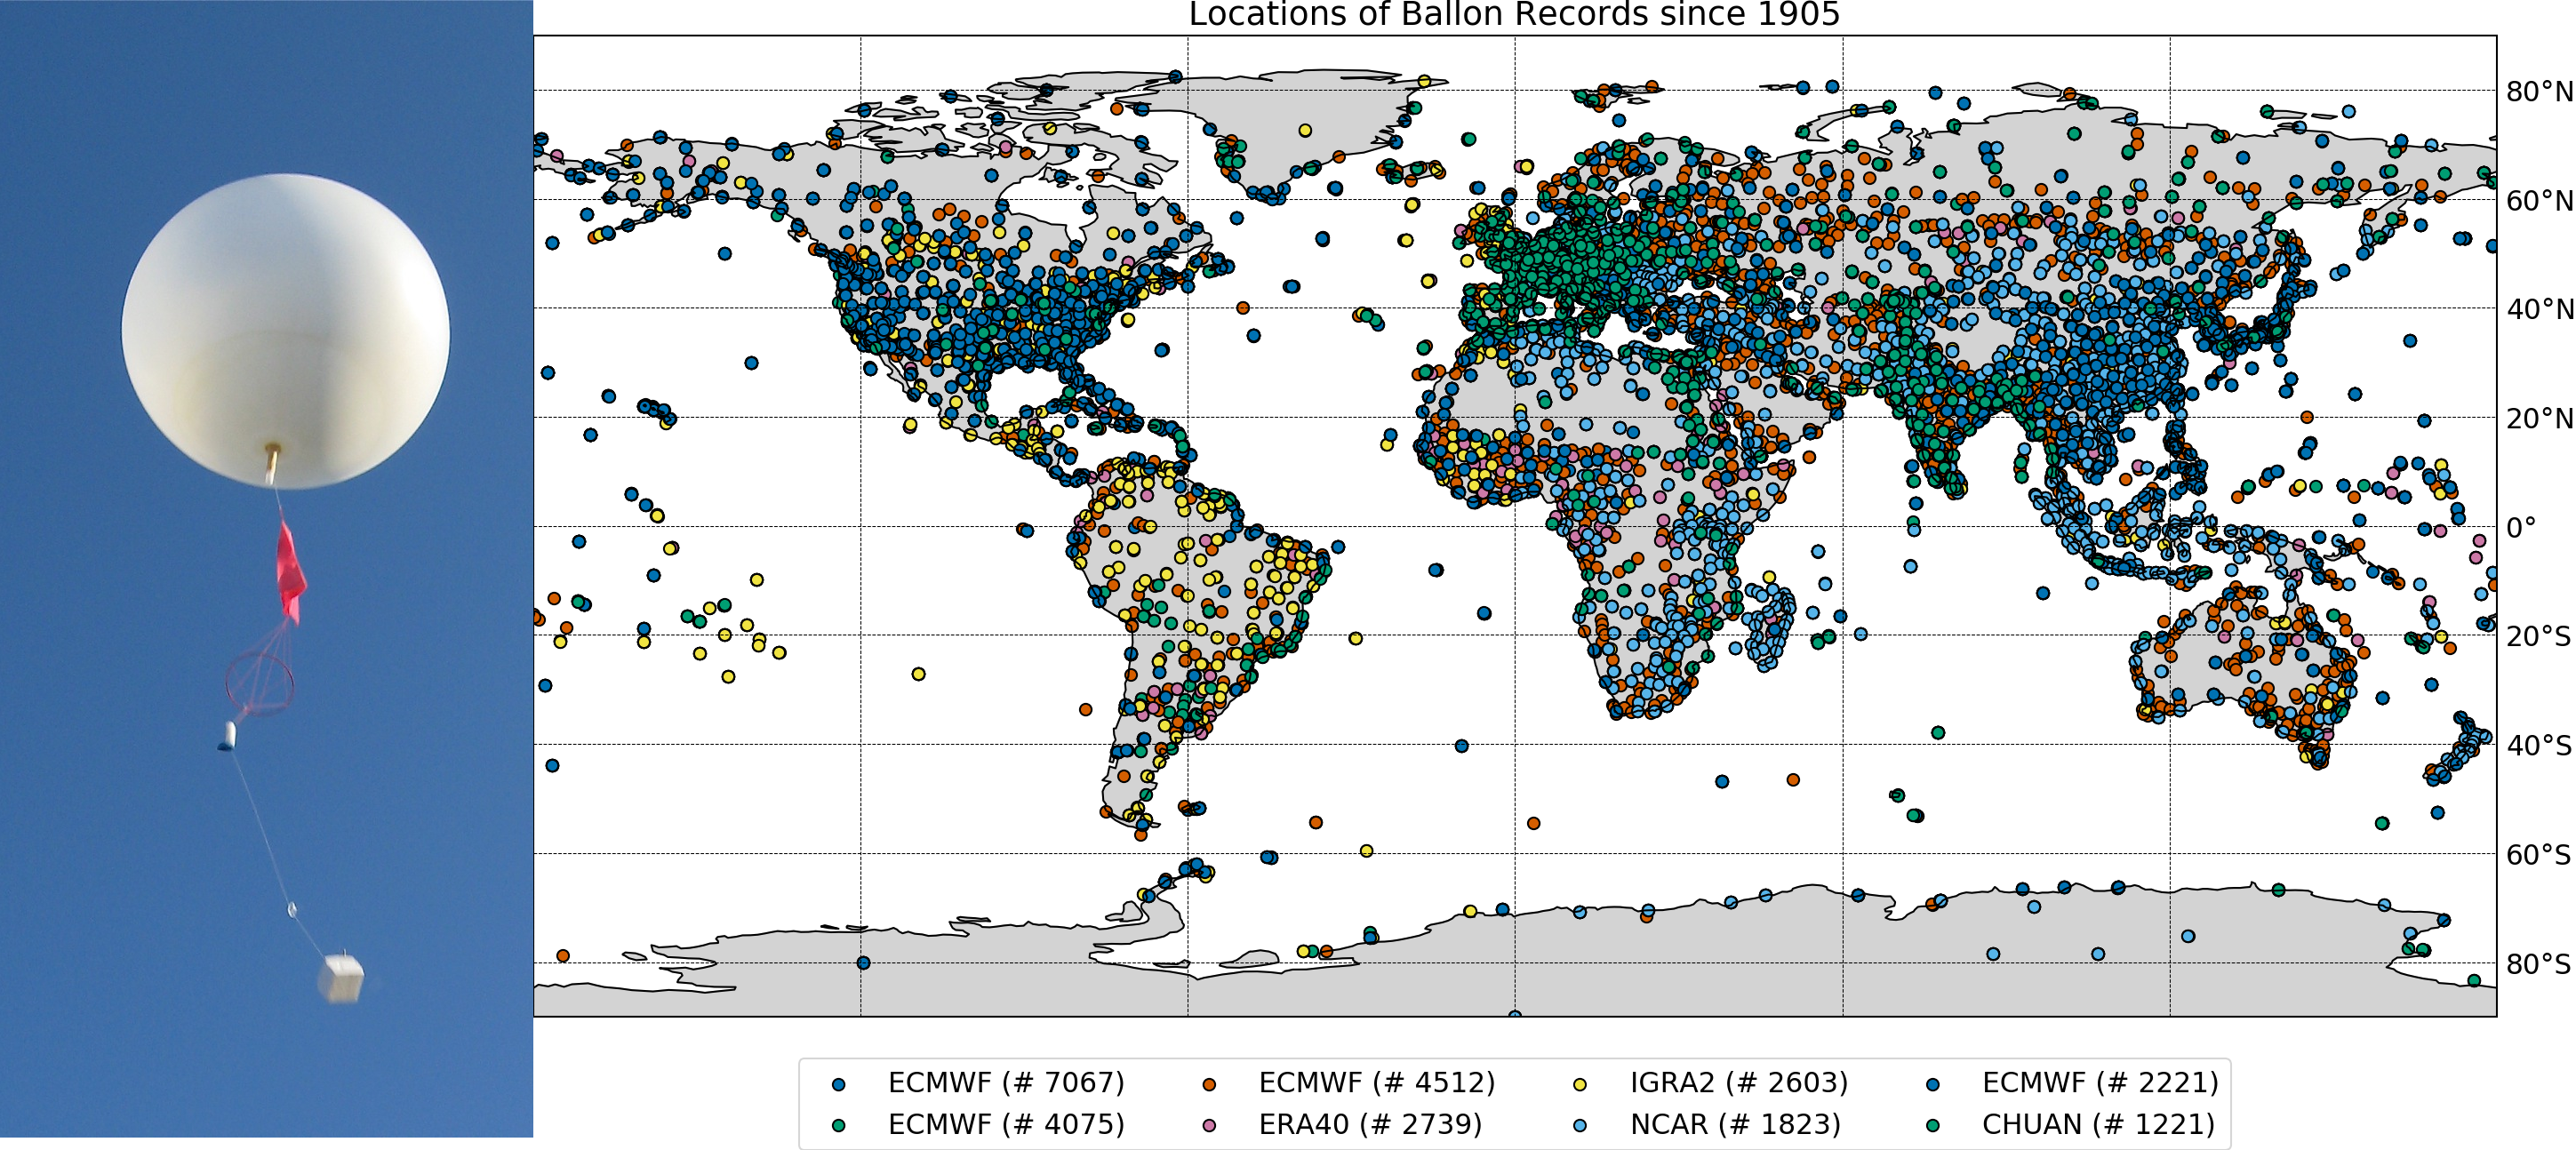 Locations of Ballon Records since 1905
80°N
60°N
40°N
20°N
0°
20°S
40°S
60°S
80°S
ECMWF (# 7067) ECMWF (# 4512) IGRA2 (# 2603) ECMWF (# 2221)
ECMWF (# 4075) ERA40 (# 2739) NCAR (# 1823) CHUAN (# 1221)